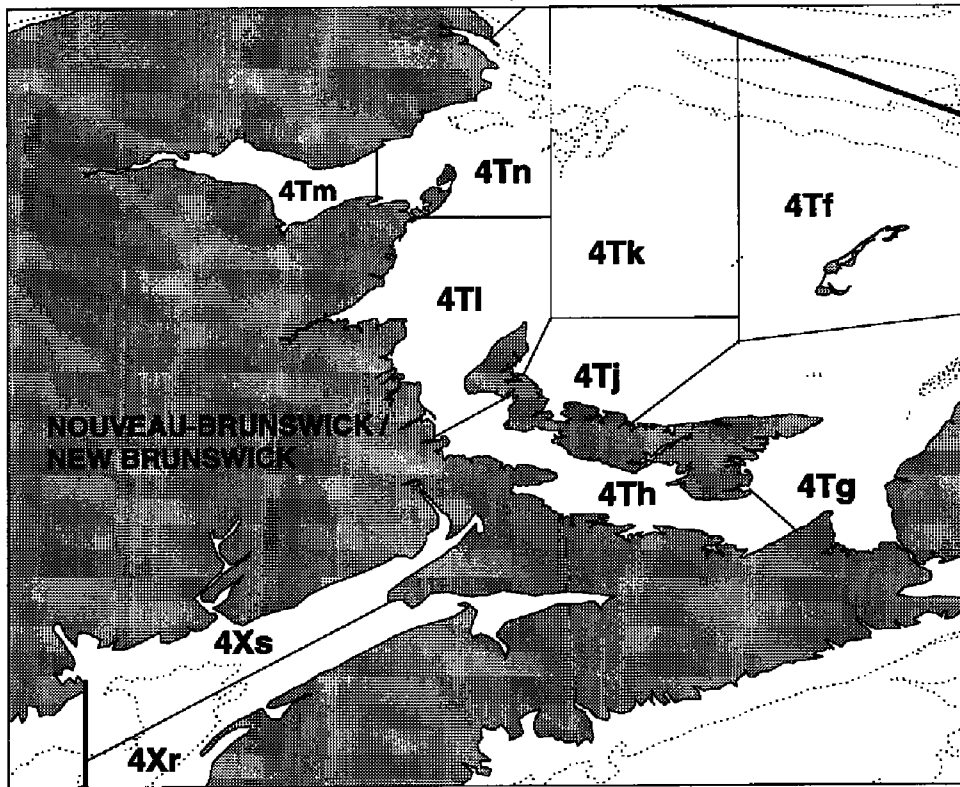 4Tn
4Tm
4Tf
4Tk
4Tl
4Tj
NOUVEAU-BRUNSWICK /
NEW BRUNSWICK
4Th
4Tg
4Xs
4Xr